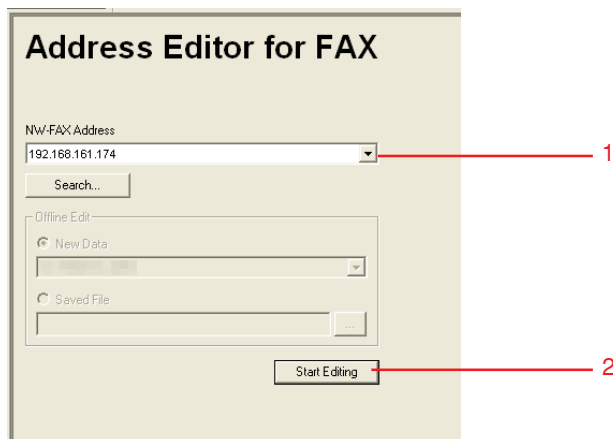 Address Editor for FAX
NW-FAX Address
192.168.161.174
1
Search...
Offline Edit
New Data
Saved File
...
Start Editing
2